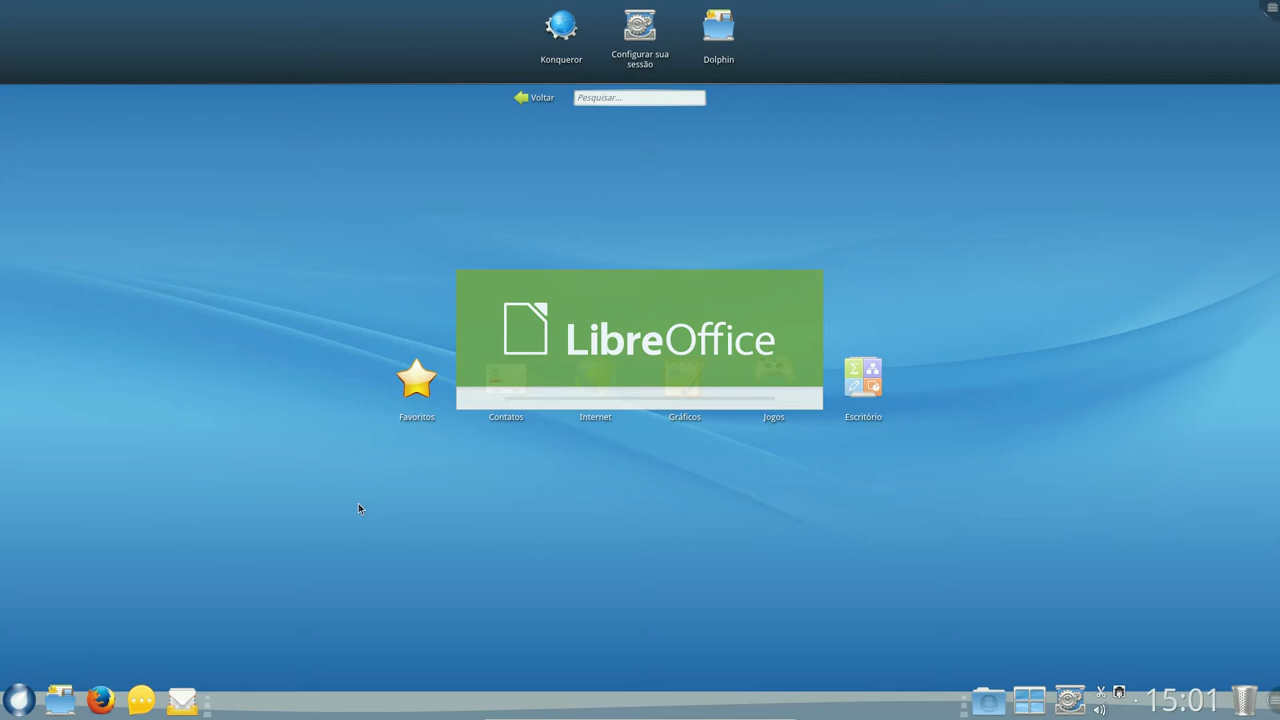 Konqueror
Configurar sua
sessão
Dolphin
Voltar
Pesquisar...
LibreOffice
Favoritos
Contatos
Internet
Gráficos
Jogos
Escritório
15:01